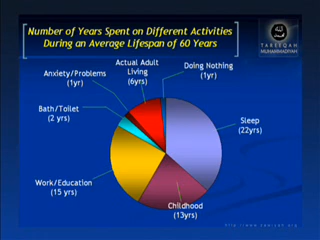 Number of Years Spent on Different Activities
During an Average Lifespan of 60 Years
TAREEQAH
MUHAMMADIYAH
Anxiety/Problems
(1yr)
Actual Adult
Living
(6yrs)
Doing Nothing
(1yr)
Bath/Toilet
(2 yrs)
Sleep
(22yrs)
Work/Education
(15 yrs)
Childhood
(13yrs)